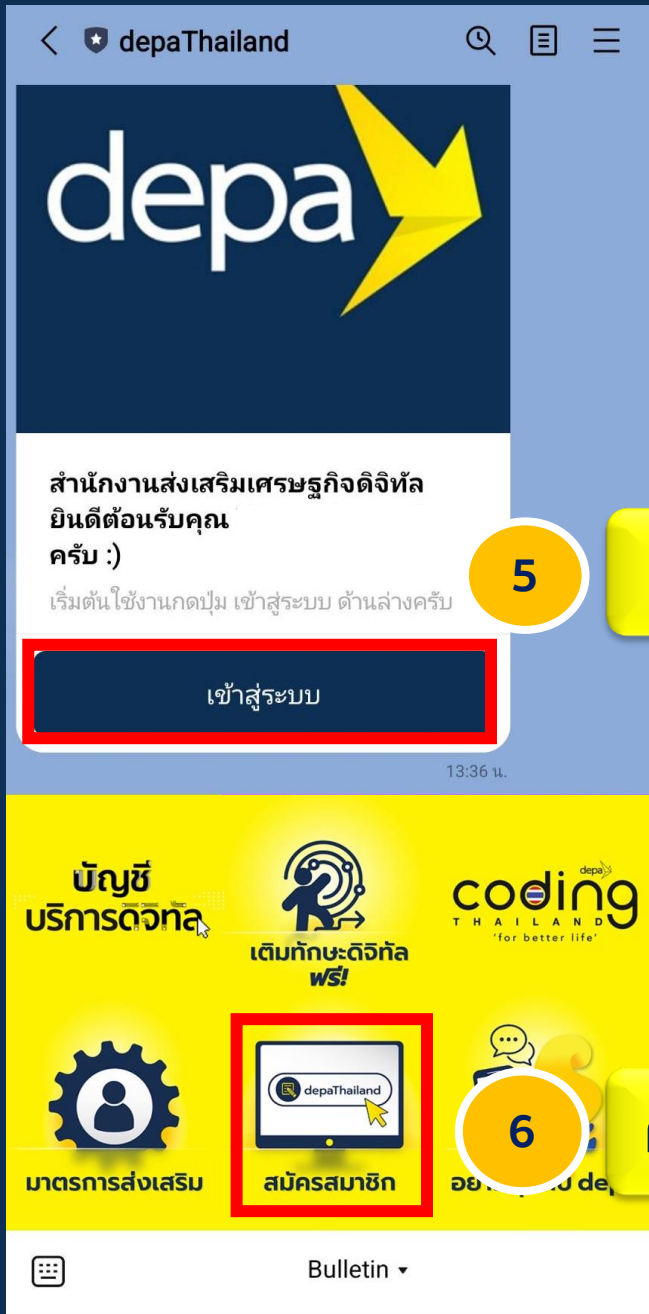 depaThailand
depa
สำนักงานส่งเสริมเศรษฐกิจดิจิทัล
ยินดีต้อนรับคุณ
ครับ :)
เริ่มต้นใช้งานกดปุ่ม เข้าสู่ระบบ ด้านล่างครับ
5
เข้าสู่ระบบ
13:36 น.
บัญชี
บริการดิจิทัล
เติมทักษะดิจิทัล
ฟรี!
depa
coding
THAILAND
'for better life'
depaThailand
6
มาตรการส่งเสริม
สมัครสมาชิก
Bulletin